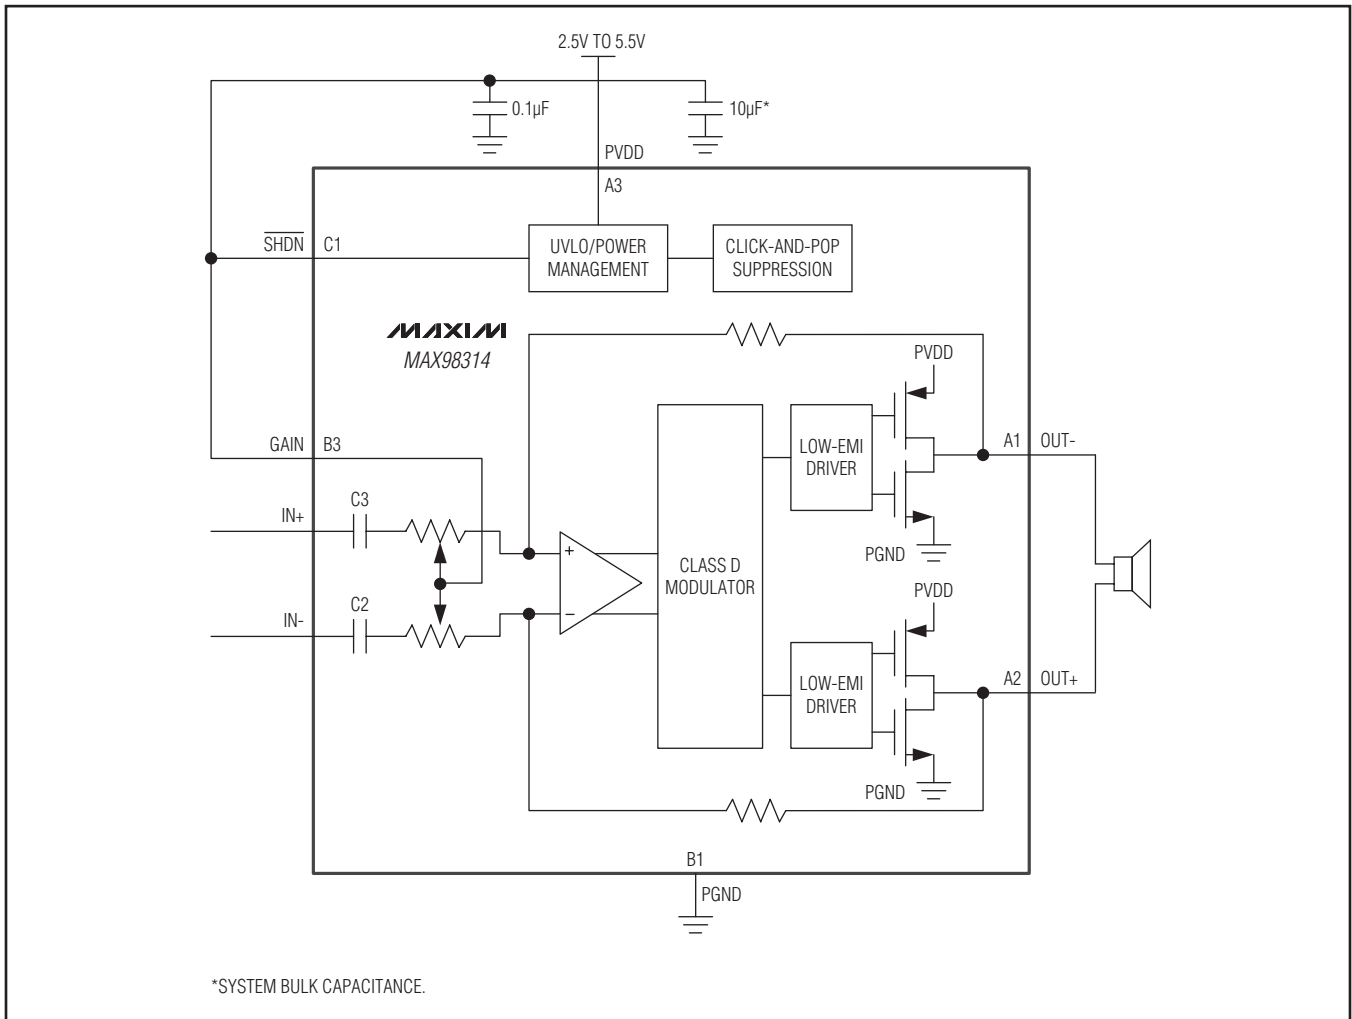 2.5V TO 5.5V
0.1µF
10µF*
PVDD
A3
SHDN
C1
UVLO/POWER
MANAGEMENT
CLICK-AND-POP
SUPPRESSION
MAXIM
MAX98314
PVDD
GAIN
B3
LOW-EMI
DRIVER
A1
OUT-
C3
IN+
PGND
CLASS D
MODULATOR
+
−
PVDD
C2
IN-
LOW-EMI
DRIVER
A2
OUT+
PGND
B1
PGND
*SYSTEM BULK CAPACITANCE.